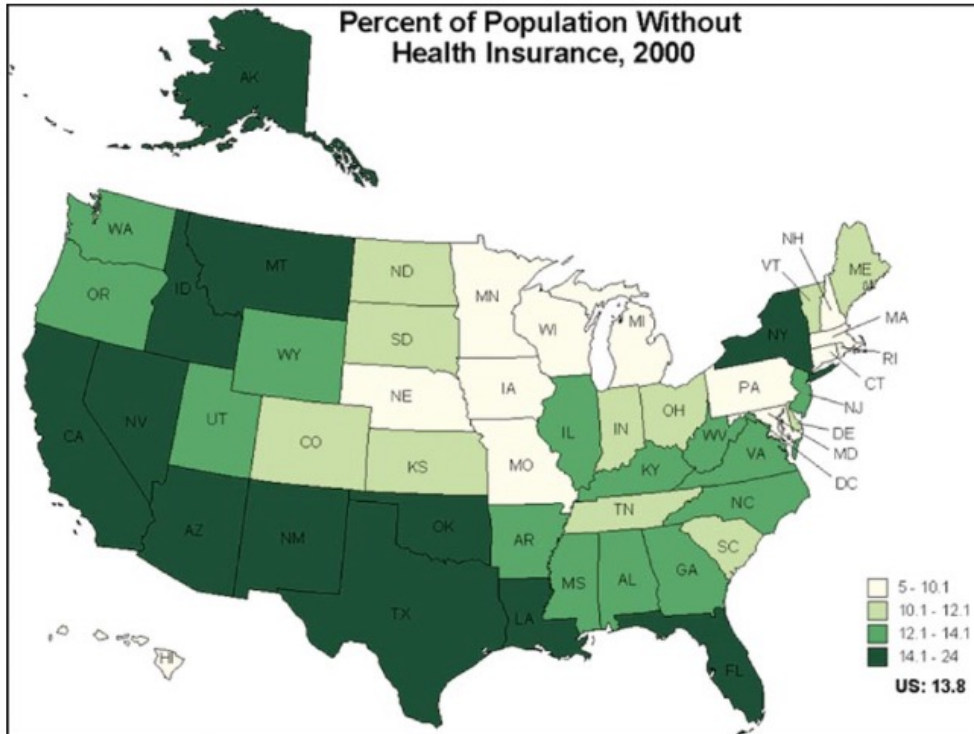 Percent of Population Without
Health Insurance, 2000
AK
WA
OR
ID
MT
WY
CA
NV
UT
AZ
NM
CO
ND
SD
NE
KS
OK
TX
MN
IA
MO
AR
LA
WI
MI
IL
IN
OH
KY
TN
MS
AL
GA
FL
SC
NC
VA
WV
PA
NY
VT
NH
ME
MA
RI
CT
NJ
DE
MD
DC
HI
5 - 10.1
10.1 - 12.1
12.1 - 14.1
14.1 - 24
US: 13.8